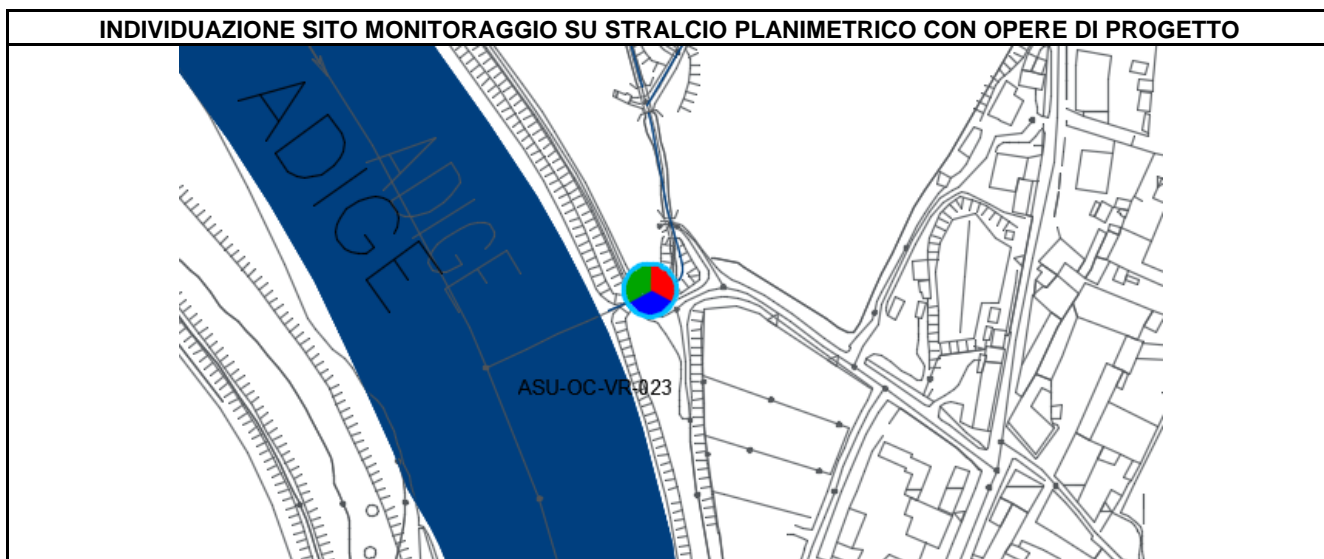 INDIVIDUAZIONE SITO MONITORAGGIO SU STRALCIO PLANIMETRICO CON OPERE DI PROGETTO
ADIGE
ADIGE
ASU-OC-VR-023